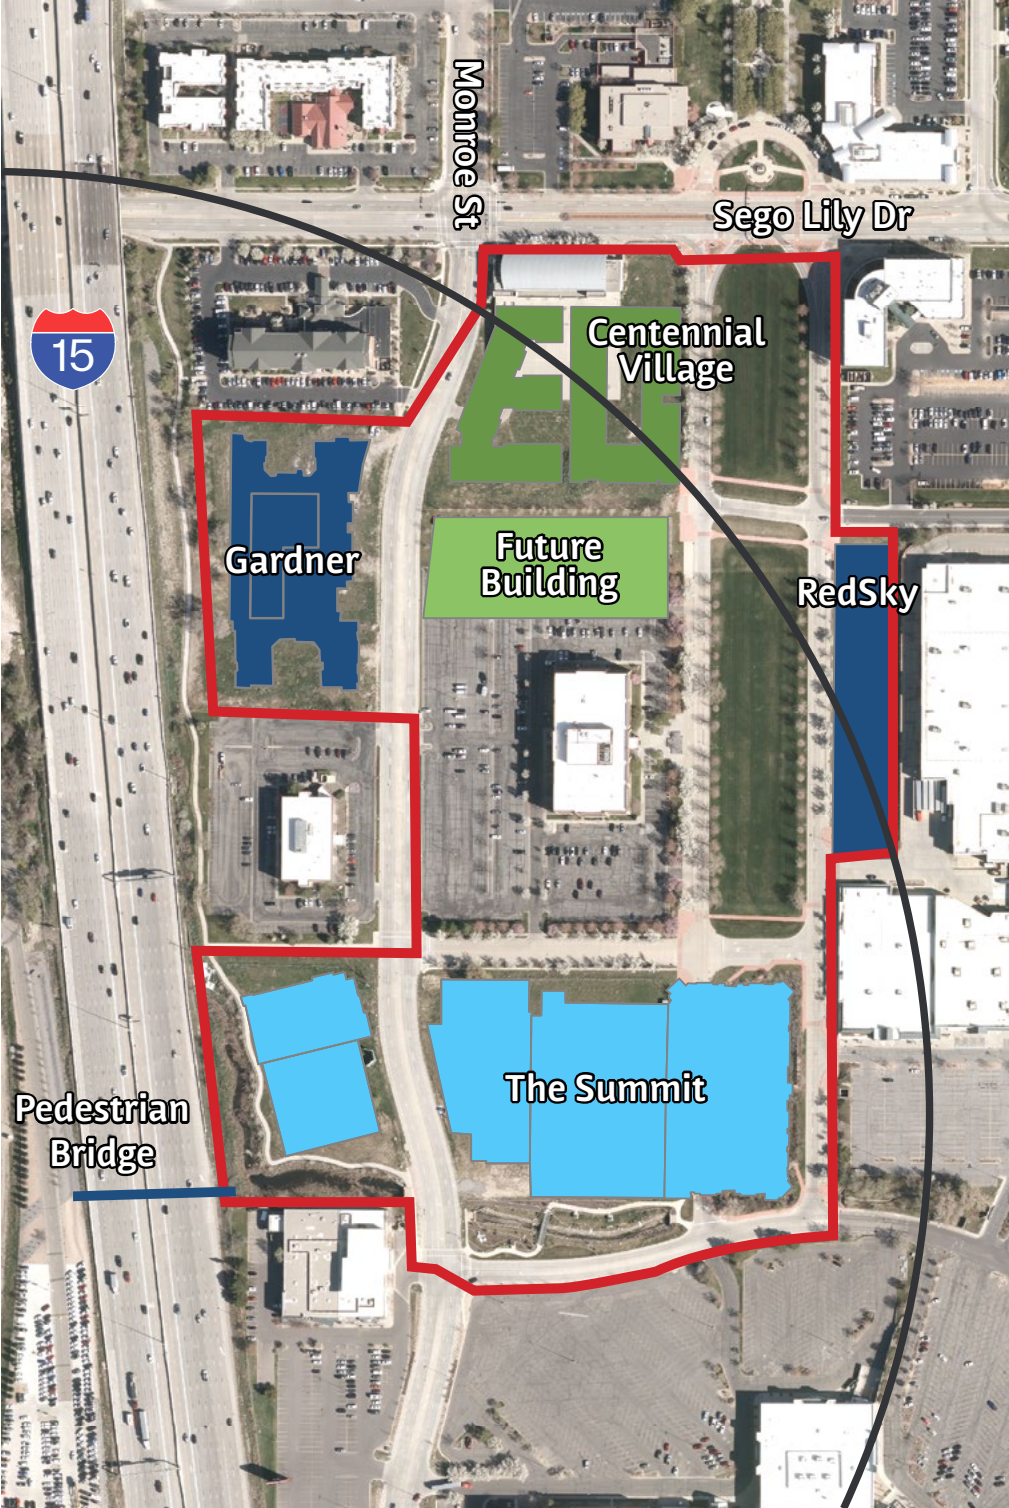 Monroe St
Sego Lily Dr
15
Centennial
Village
Gardner
Future
Building
RedSky
The Summit
Pedestrian
Bridge